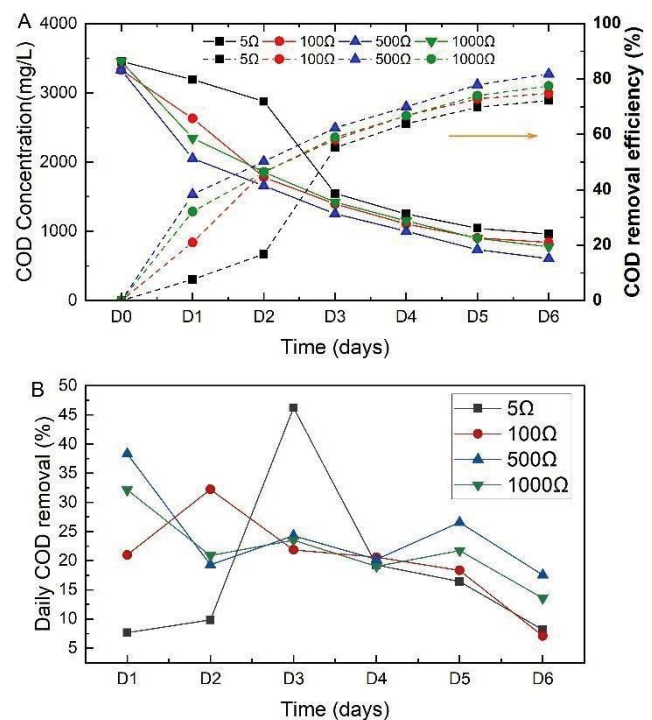 A
5Ω 100Ω 500Ω 1000Ω
5Ω 100Ω 500Ω 1000Ω
4000
3000
2000
1000
0
COD Concentration(mg/L)
100
80
60
40
20
0
COD removal efficiency (%)
D0 D1 D2 D3 D4 D5 D6
Time (days)
B
50
45
40
35
30
25
20
15
10
5
Daily COD removal (%)
5Ω
100Ω
500Ω
1000Ω
D1 D2 D3 D4 D5 D6
Time (days)